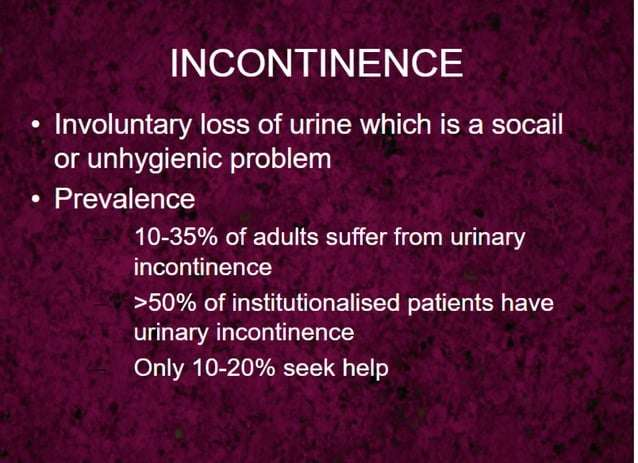 INCONTINENCE
• Involuntary loss of urine which is a socail
or unhygienic problem
• Prevalence
– 10-35% of adults suffer from urinary
incontinence
– >50% of institutionalised patients have
urinary incontinence
– Only 10-20% seek help